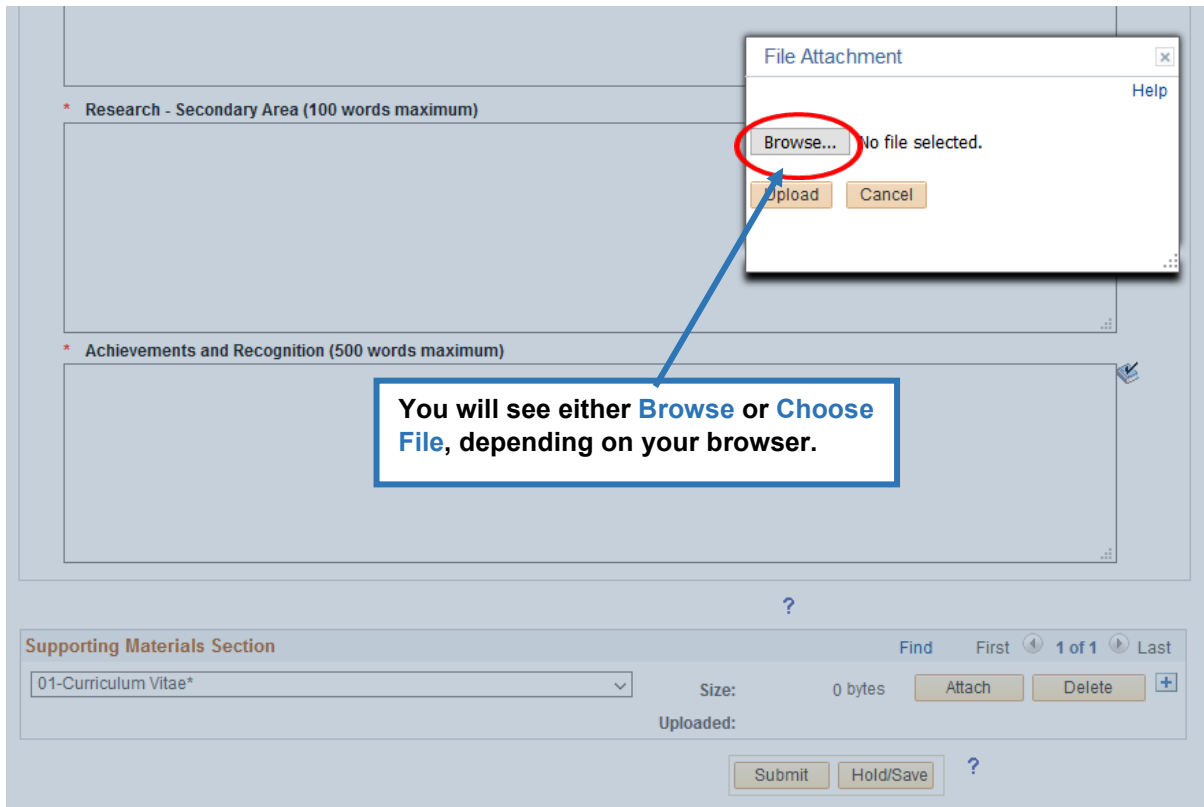 File Attachment
Help
* Research - Secondary Area (100 words maximum)
Browse... No file selected.
Upload Cancel
* Achievements and Recognition (500 words maximum)
You will see either Browse or Choose
File, depending on your browser.
?
Supporting Materials Section Find First 1 of 1 Last
01-Curriculum Vitae* Size: 0 bytes Attach Delete +
Uploaded:
Submit Hold/Save ?